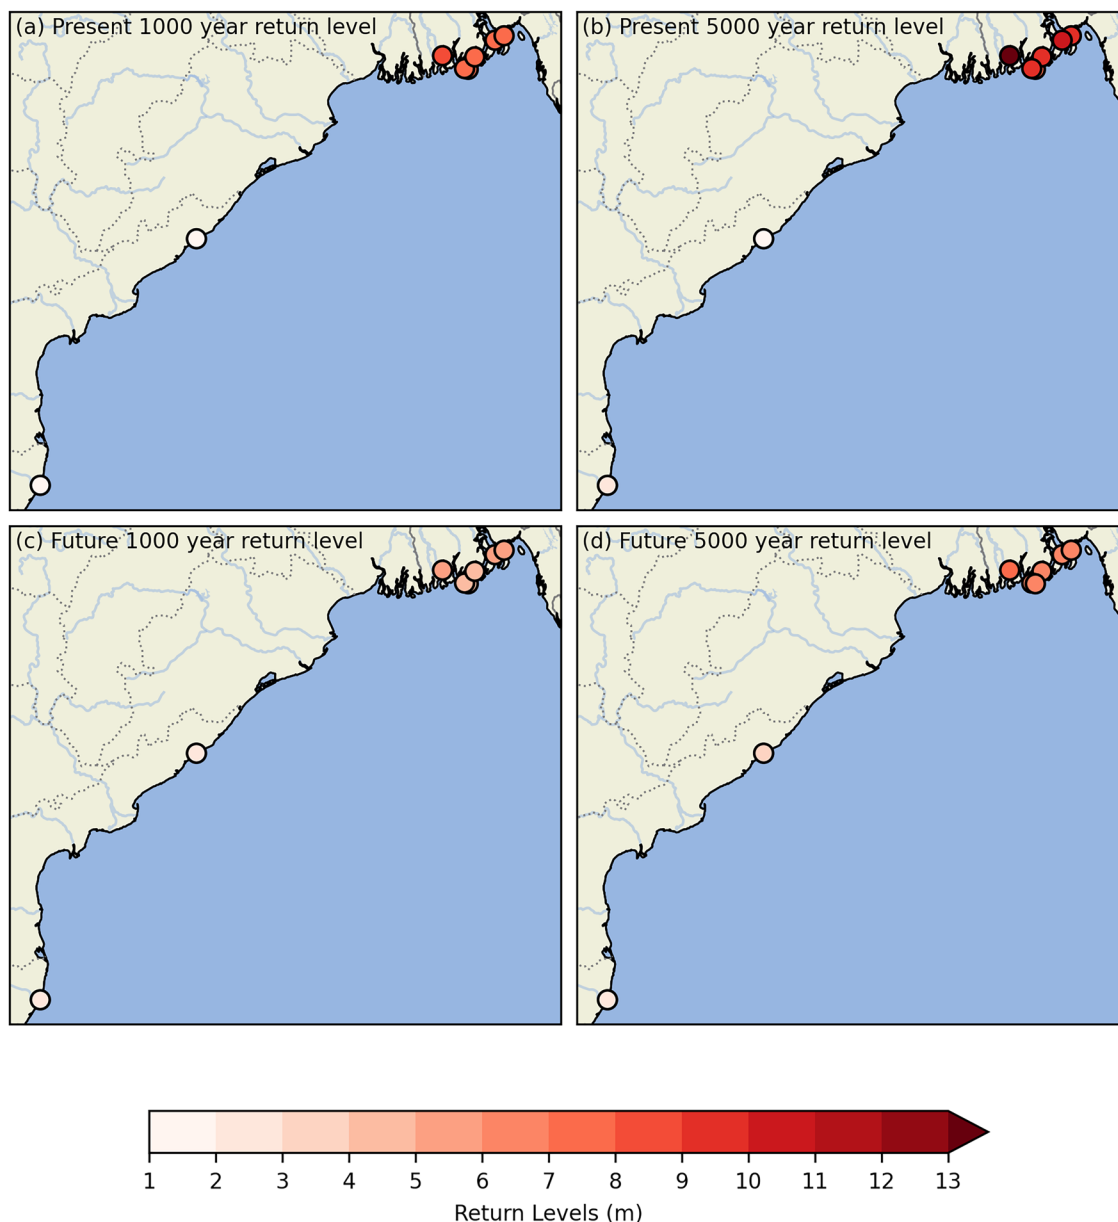 (a) Present 1000 year return level
(b) Present 5000 year return level
(c) Future 1000 year return level
(d) Future 5000 year return level
1 2 3 4 5 6 7 8 9 10 11 12 13
Return Levels (m)